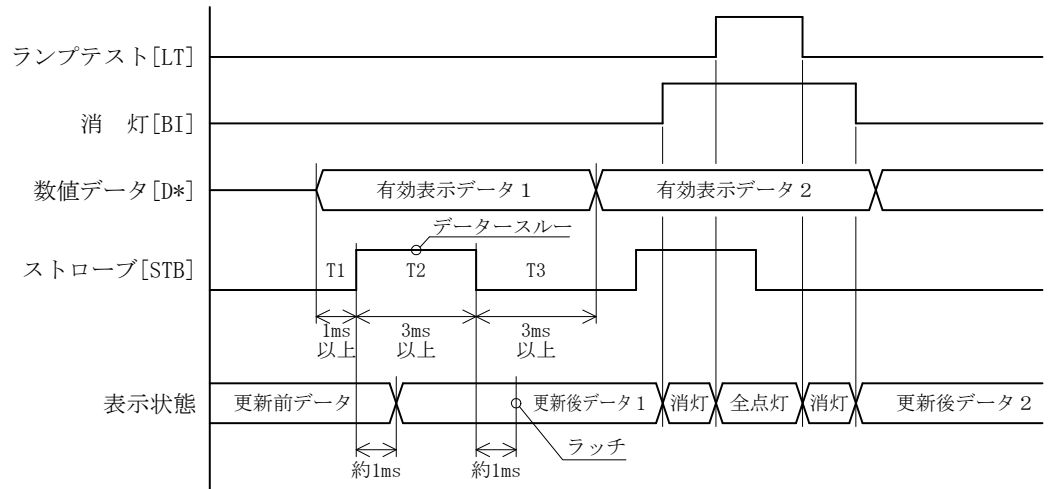 ランプテスト[LT]
消　灯[BI]
数値データ[D*]
有効表示データ１
有効表示データ２
データースルー
ストローブ[STB]
T1
T2
T3
1ms
以上
3ms
以上
3ms
以上
表示状態
更新前データ
更新後データ１
消灯
全点灯
消灯
更新後データ２
約1ms
約1ms
ラッチ